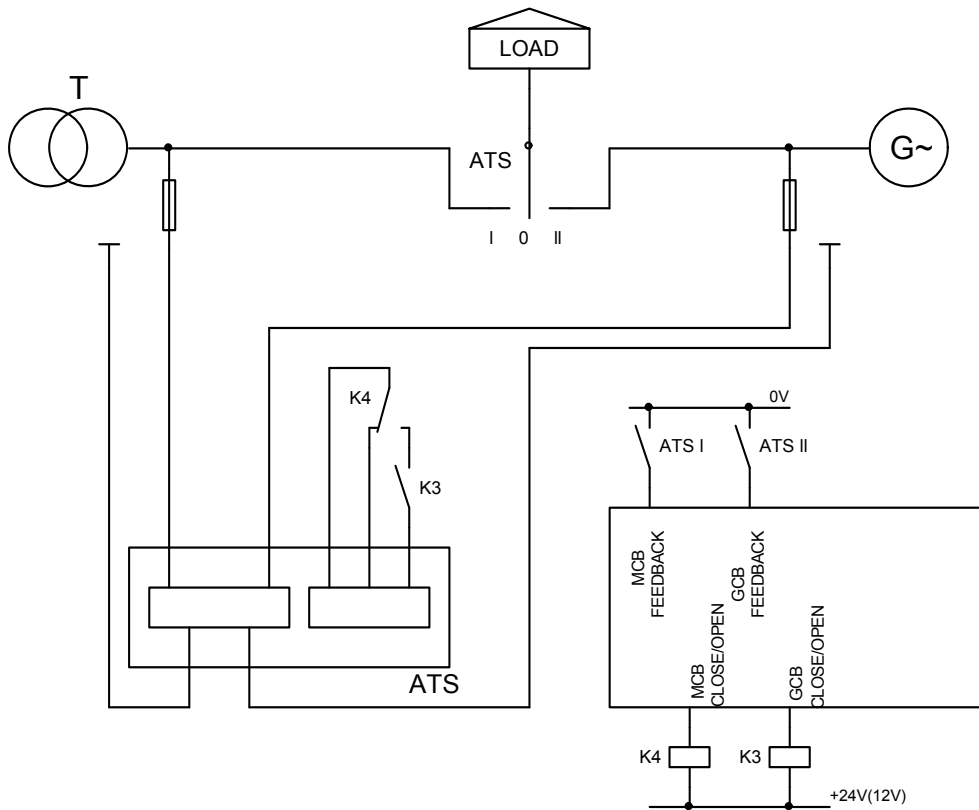 LOAD
T
ATS
G~
I 0 II
K4
K3
0V
ATS I
ATS II
MCB
FEEDBACK
GCB
FEEDBACK
ATS
MCB
CLOSE/OPEN
GCB
CLOSE/OPEN
K4
K3
+24V(12V)